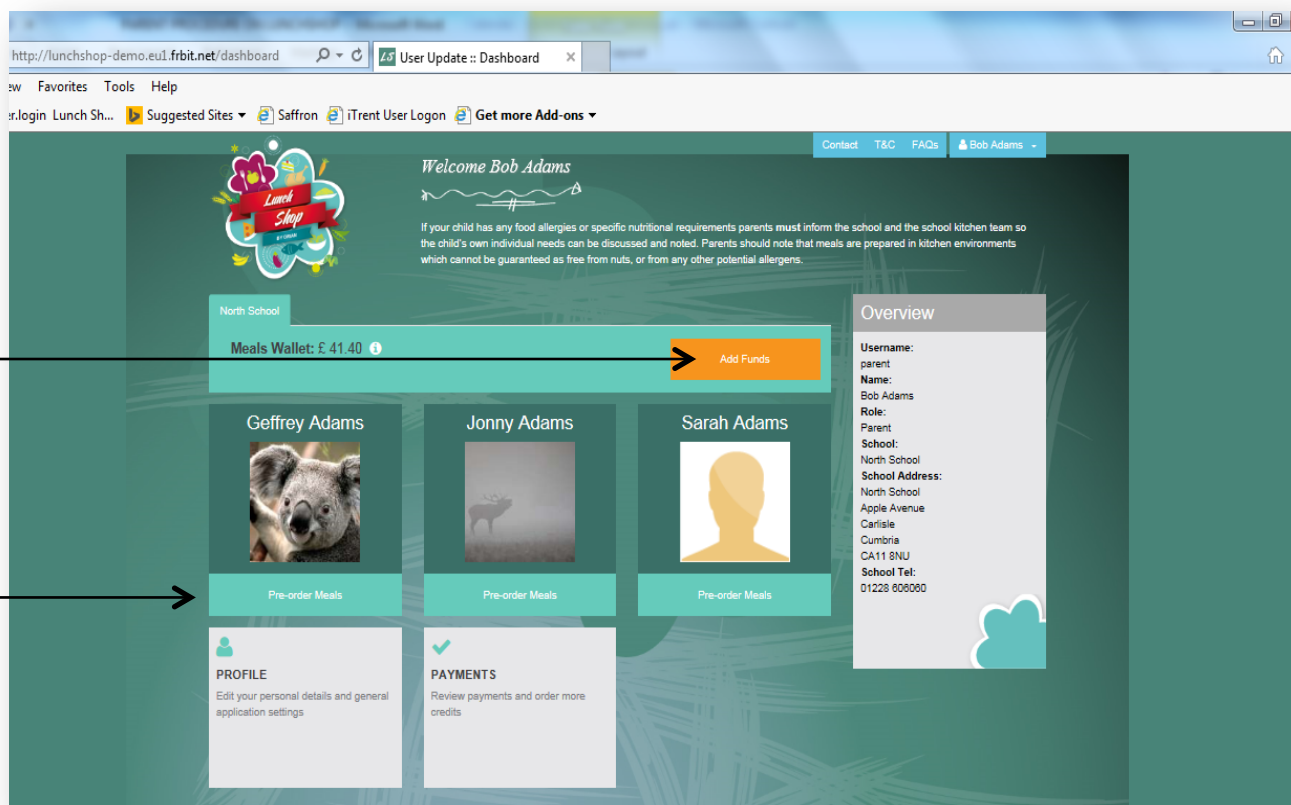 http://lunchshop-demo.eu1.frbit.net/dashboard
LS User Update :: Dashboard
ew Favorites Tools Help
r.login Lunch Sh... Suggested Sites Saffron iTrent User Logon Get more Add-ons
Contact T&C FAQs Bob Adams
Lunch
Shop
Welcome Bob Adams
If your child has any food allergies or specific nutritional requirements parents must inform the school and the school kitchen team so
the child's own individual needs can be discussed and noted. Parents should note that meals are prepared in kitchen environments
which cannot be guaranteed as free from nuts, or from any other potential allergens.
North School
Meals Wallet: £ 41.40
Add Funds
Geffrey Adams
Jonny Adams
Sarah Adams
Pre-order Meals
Pre-order Meals
Pre-order Meals
PROFILE
Edit your personal details and general
application settings
PAYMENTS
Review payments and order more
credits
Overview
Username:
parent
Name:
Bob Adams
Role:
Parent
School:
North School
School Address:
North School
Apple Avenue
Carlisle
Cumbria
CA11 8NU
School Tel:
01228 606060